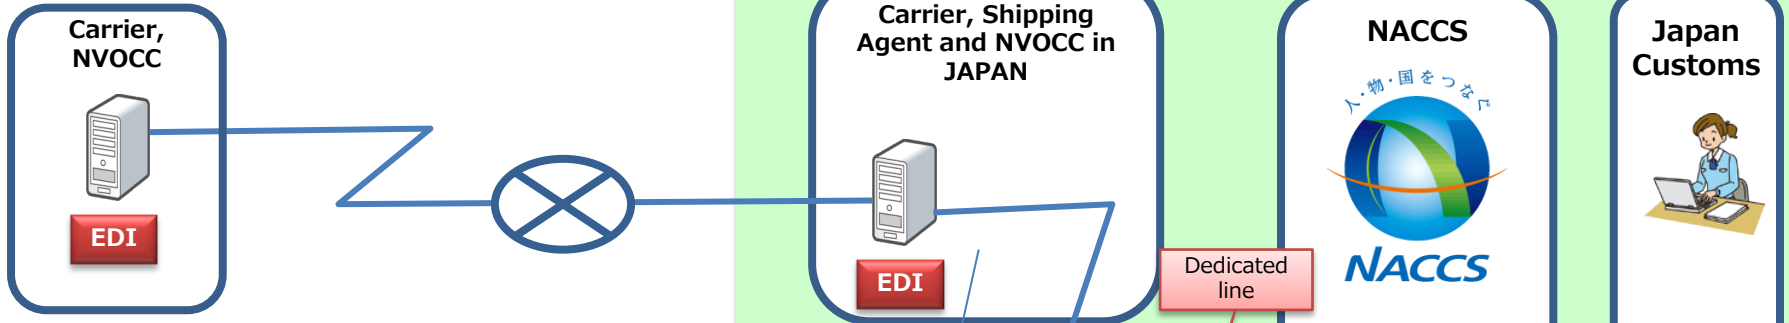 Carrier,
NVOCC
EDI
Carrier, Shipping
Agent and NVOCC in
JAPAN
EDI
Dedicated
line
NACCS
人・物・国をつなぐ
NACCS
Japan
Customs